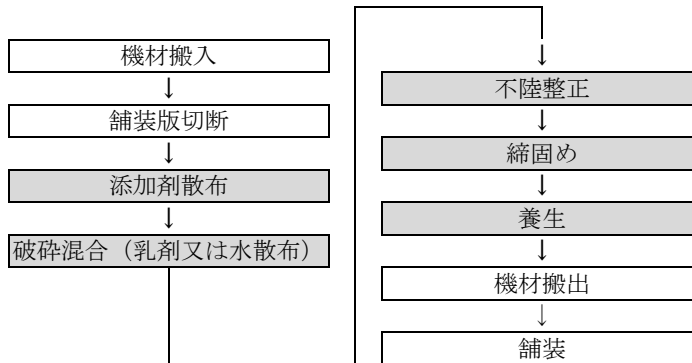 機材搬入
↓
舗装版切断
↓
添加剤散布
↓
破砕混合（乳剤又は水散布）
↓
不陸整正
↓
締固め
↓
養生
↓
機材搬出
↓
舗装